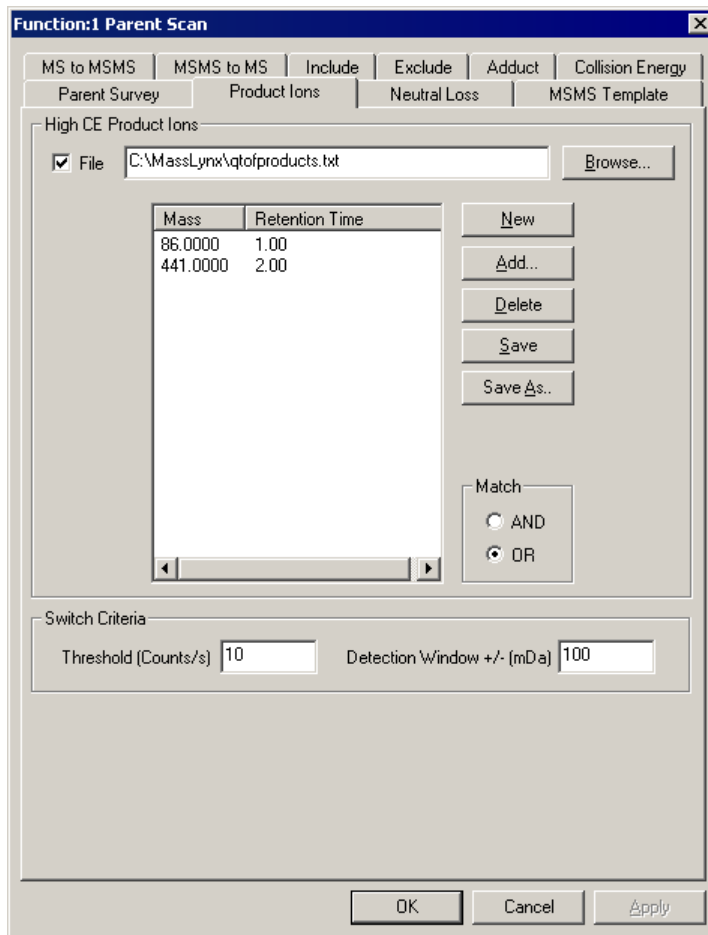 Function:1 Parent Scan
MS to MSMS MSMS to MS Include Exclude Adduct Collision Energy
Parent Survey Product Ions Neutral Loss MSMS Template
High CE Product Ions
File C:\MassLynx\qtofproducts.txt Browse...
Mass Retention Time
86.0000 1.00
441.0000 2.00
New
Add...
Delete
Save
Save As..
Match
AND
OR
Switch Criteria
Threshold (Counts/s) 10 Detection Window +/- (mDa) 100
OK Cancel Apply